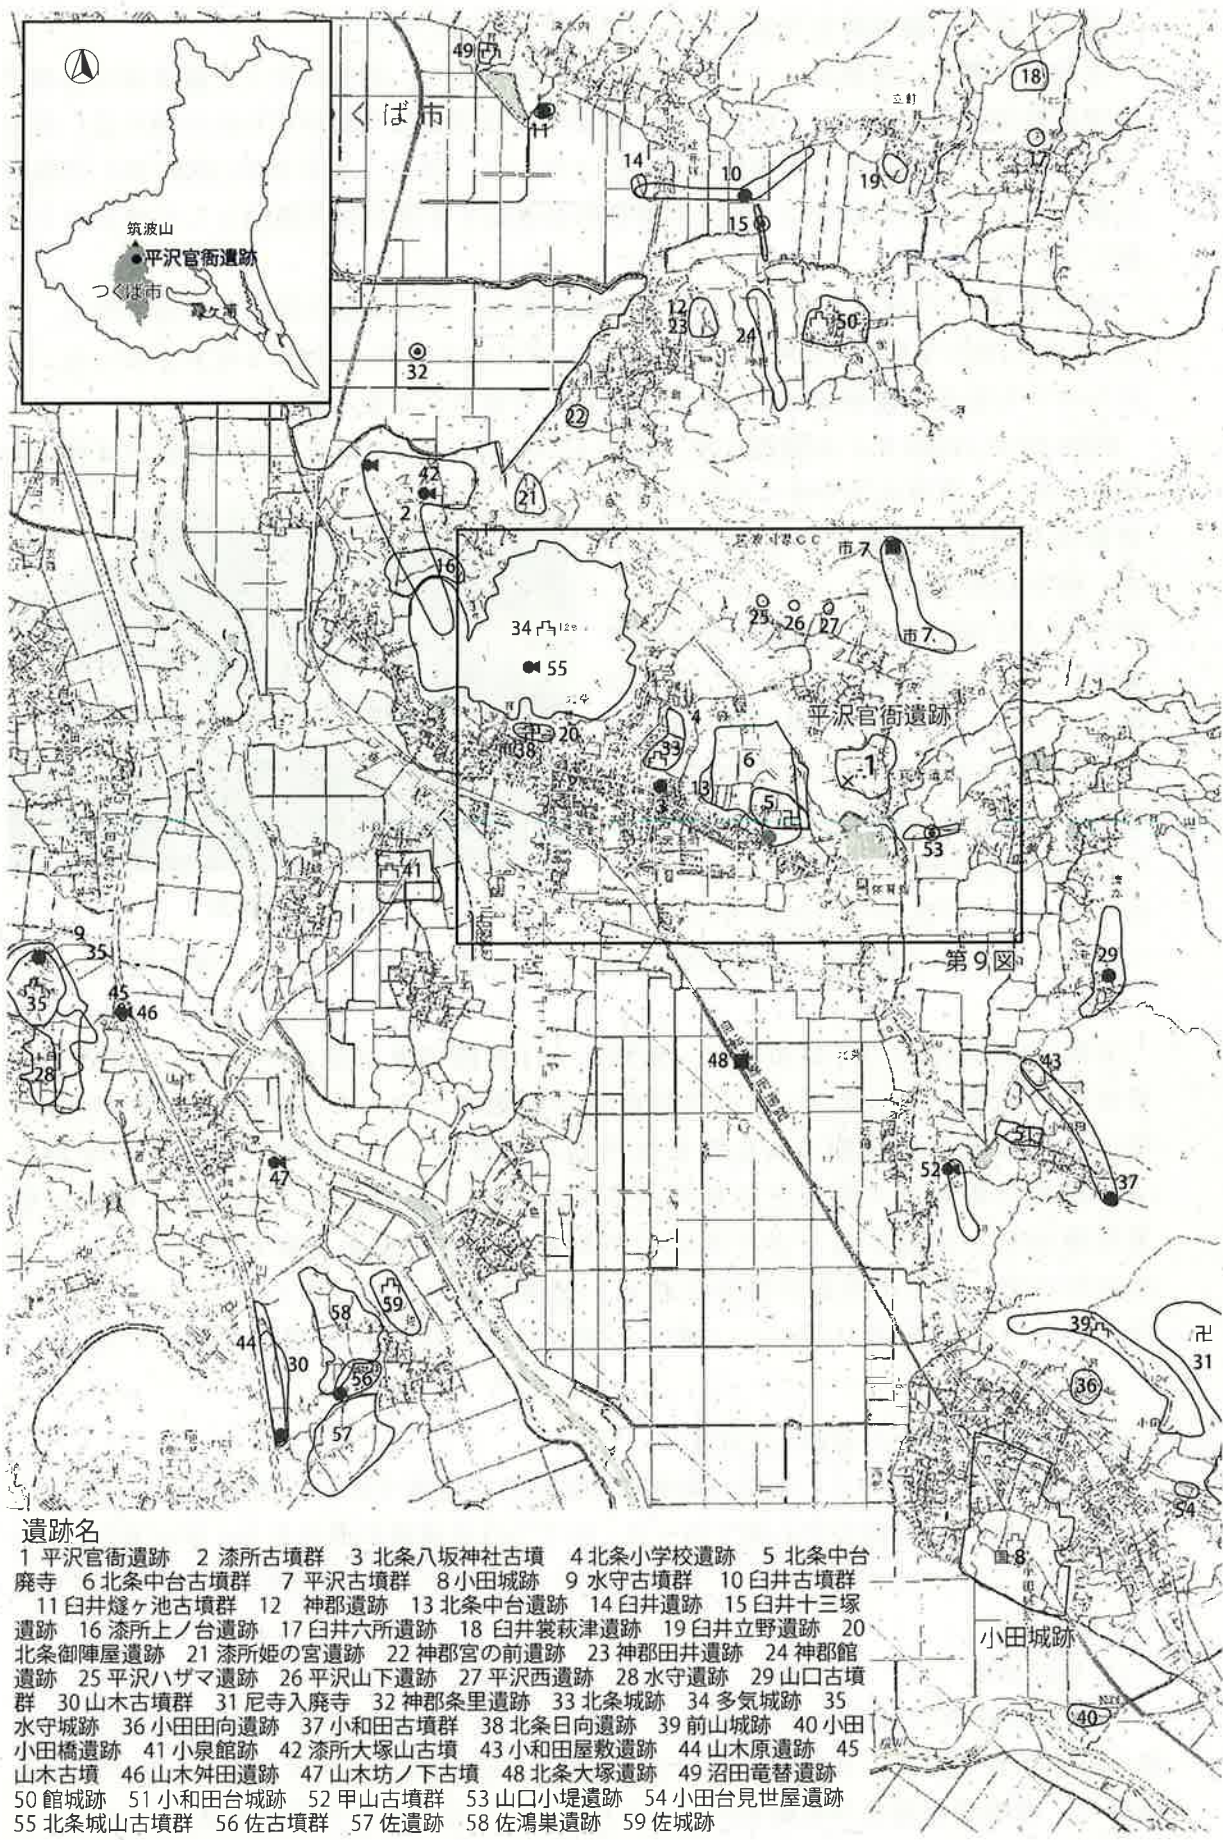 筑波山
平沢官衙遺跡
つくば市
霞ヶ浦
くば市
49
11
18
17
19
14
10
15
12
23
24
50
32
22
42
2
21
16
市7
市7
25
26
27
34
55
38
20
4
33
3
13
6
5
平沢官衙遺跡
1
53
第9図
41
9
35
35
45
46
28
29
48
43
51
52
37
47
44
30
58
59
56
57
39
卍
31
36
54
国8
小田城跡
40
遺跡名
1 平沢官衙遺跡 2 漆所古墳群 3 北条八坂神社古墳 4 北条小学校遺跡 5 北条中台
廃寺 6 北条中台古墳群 7 平沢古墳群 8 小田城跡 9 水守古墳群 10 臼井古墳群
11 臼井燧ヶ池古墳群 12 神郡遺跡 13 北条中台遺跡 14 臼井遺跡 15 臼井十三塚
遺跡 16 漆所上ノ台遺跡 17 臼井六所遺跡 18 臼井裳萩津遺跡 19 臼井立野遺跡 20
北条御陣屋遺跡 21 漆所姫の宮遺跡 22 神郡宮の前遺跡 23 神郡田井遺跡 24 神郡館
遺跡 25 平沢ハザマ遺跡 26 平沢山下遺跡 27 平沢西遺跡 28 水守遺跡 29 山口古墳
群 30 山木古墳群 31 尼寺入廃寺 32 神郡条里遺跡 33 北条城跡 34 多気城跡 35
水守城跡 36 小田田向遺跡 37 小和田古墳群 38 北条日向遺跡 39 前山城跡 40 小田
小田橋遺跡 41 小泉館跡 42 漆所大塚山古墳 43 小和田屋敷遺跡 44 山木原遺跡 45
山木古墳 46 山木舛田遺跡 47 山木坊ノ下古墳 48 北条大塚遺跡 49 沼田竜替遺跡
50 館城跡 51 小和田台城跡 52 甲山古墳群 53 山口小堤遺跡 54 小田台見世屋遺跡
55 北条城山古墳群 56 佐古墳群 57 佐遺跡 58 佐鴻巣遺跡 59 佐城跡